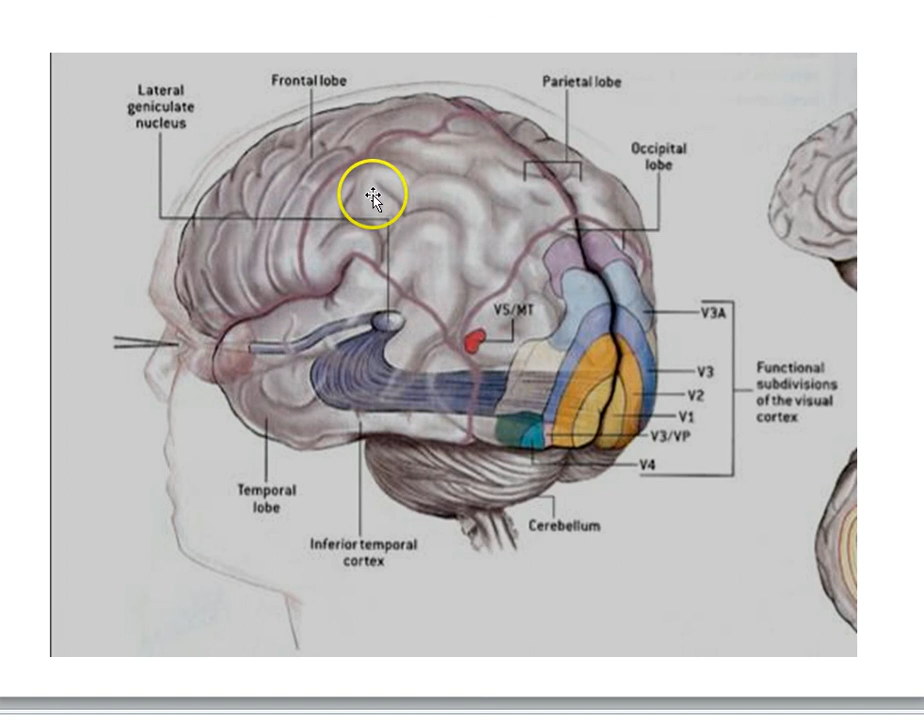 Lateral
geniculate
nucleus
Frontal lobe
Parietal lobe
Occipital
lobe
V5/MT
V3A
V3
V2
V1
V3/VP
V4
Functional
subdivisions
of the visual
cortex
Temporal
lobe
Inferior temporal
cortex
Cerebellum